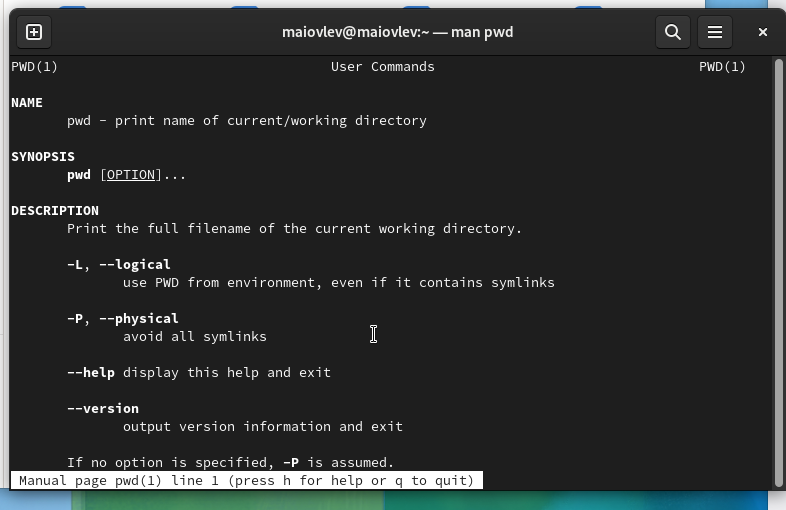 maiovlev@maiovlev:~ — man pwd
PWD(1) User Commands PWD(1)
NAME
pwd - print name of current/working directory
SYNOPSIS
pwd [OPTION]...
DESCRIPTION
Print the full filename of the current working directory.
-L, --logical
use PWD from environment, even if it contains symlinks
-P, --physical
avoid all symlinks
--help display this help and exit
--version
output version information and exit
If no option is specified, -P is assumed.
Manual page pwd(1) line 1 (press h for help or q to quit)